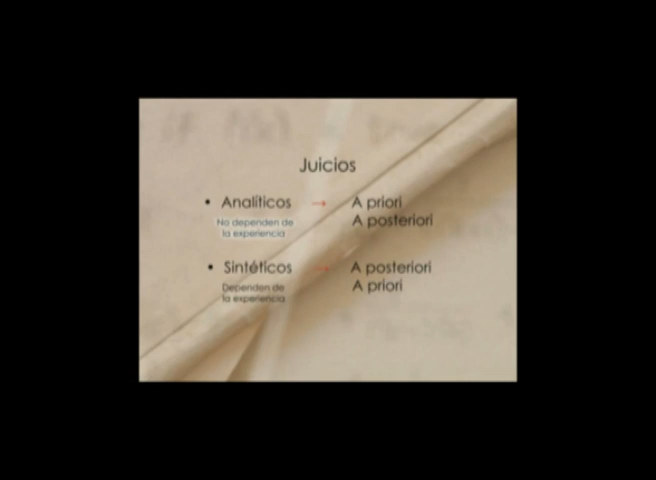 Juicios
• Analíticos → A priori
A posteriori
No dependen de
la experiencia
• Sintéticos → A posteriori
A priori
Dependen de
la experiencia